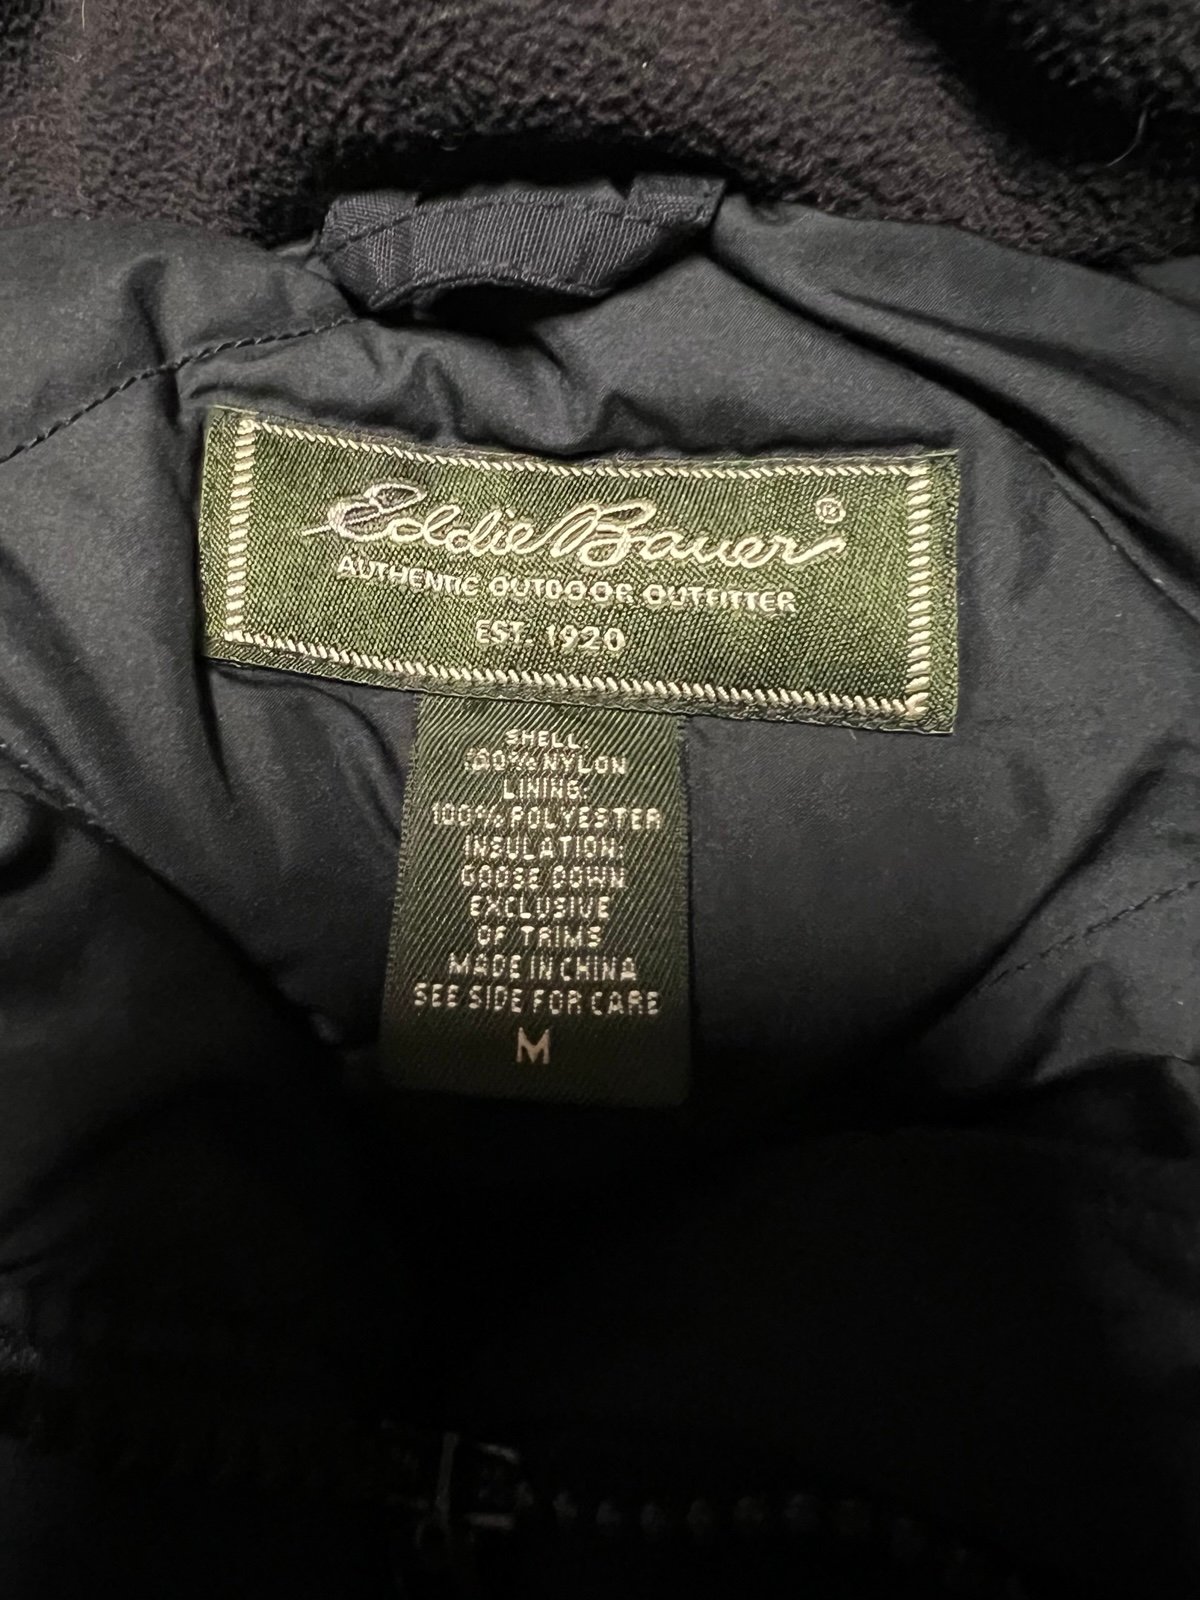 Eddie Bauer®
AUTHENTIC OUTDOOR OUTFITTER
EST. 1920
SHELL:
100% NYLON
LINING:
100% POLYESTER
INSULATION:
GOOSE DOWN
EXCLUSIVE
OF TRIMS
MADE IN CHINA
SEE SIDE FOR CARE
M